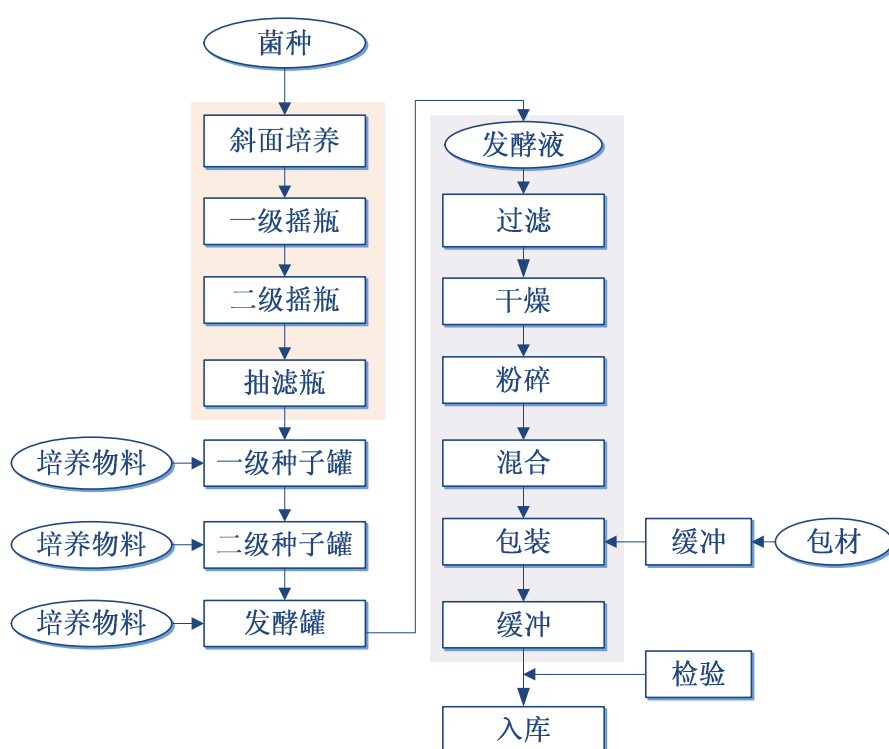 菌种
斜面培养
一级摇瓶
二级摇瓶
抽滤瓶
培养物料
一级种子罐
培养物料
二级种子罐
培养物料
发酵罐
发酵液
过滤
干燥
粉碎
混合
包装
缓冲
包材
缓冲
检验
入库